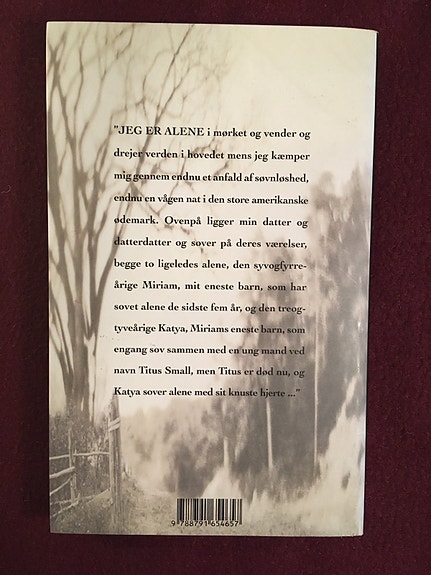 "JEG ER ALENE i mørket og vender og
drejer verden i hovedet mens jeg kæmper
mig gennem endnu et anfald af søvnløshed,
endnu en vågen nat i den store amerikanske
ødemark. Ovenpå ligger min datter og
datterdatter og sover på deres værelser,
begge to ligeledes alene, den syvogfyrre-
årige Miriam, mit eneste barn, som har
sovet alene de sidste fem år, og den treog-
tyveårige Katya, Miriams eneste barn, som
engang sov sammen med en ung mand ved
navn Titus Small, men Titus er død nu, og
Katya sover alene med sit knuste hjerte ..."
9 788791 654657